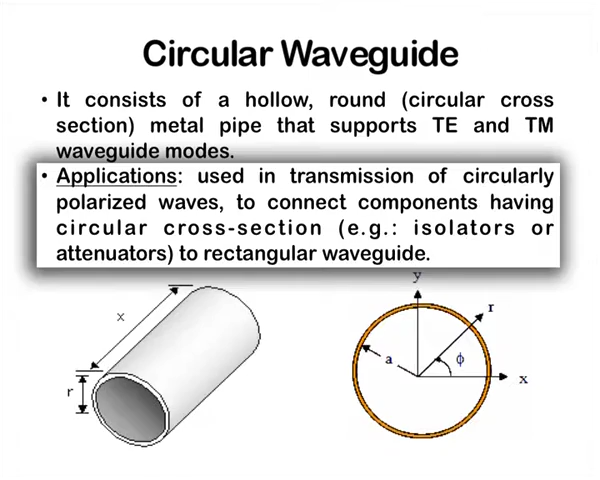 Circular Waveguide
• It consists of a hollow, round (circular cross
section) metal pipe that supports TE and TM
waveguide modes.
• Applications: used in transmission of circularly
polarized waves, to connect components having
circular cross-section (e.g.: isolators or
attenuators) to rectangular waveguide.
x
r
y
r
a
ϕ
x